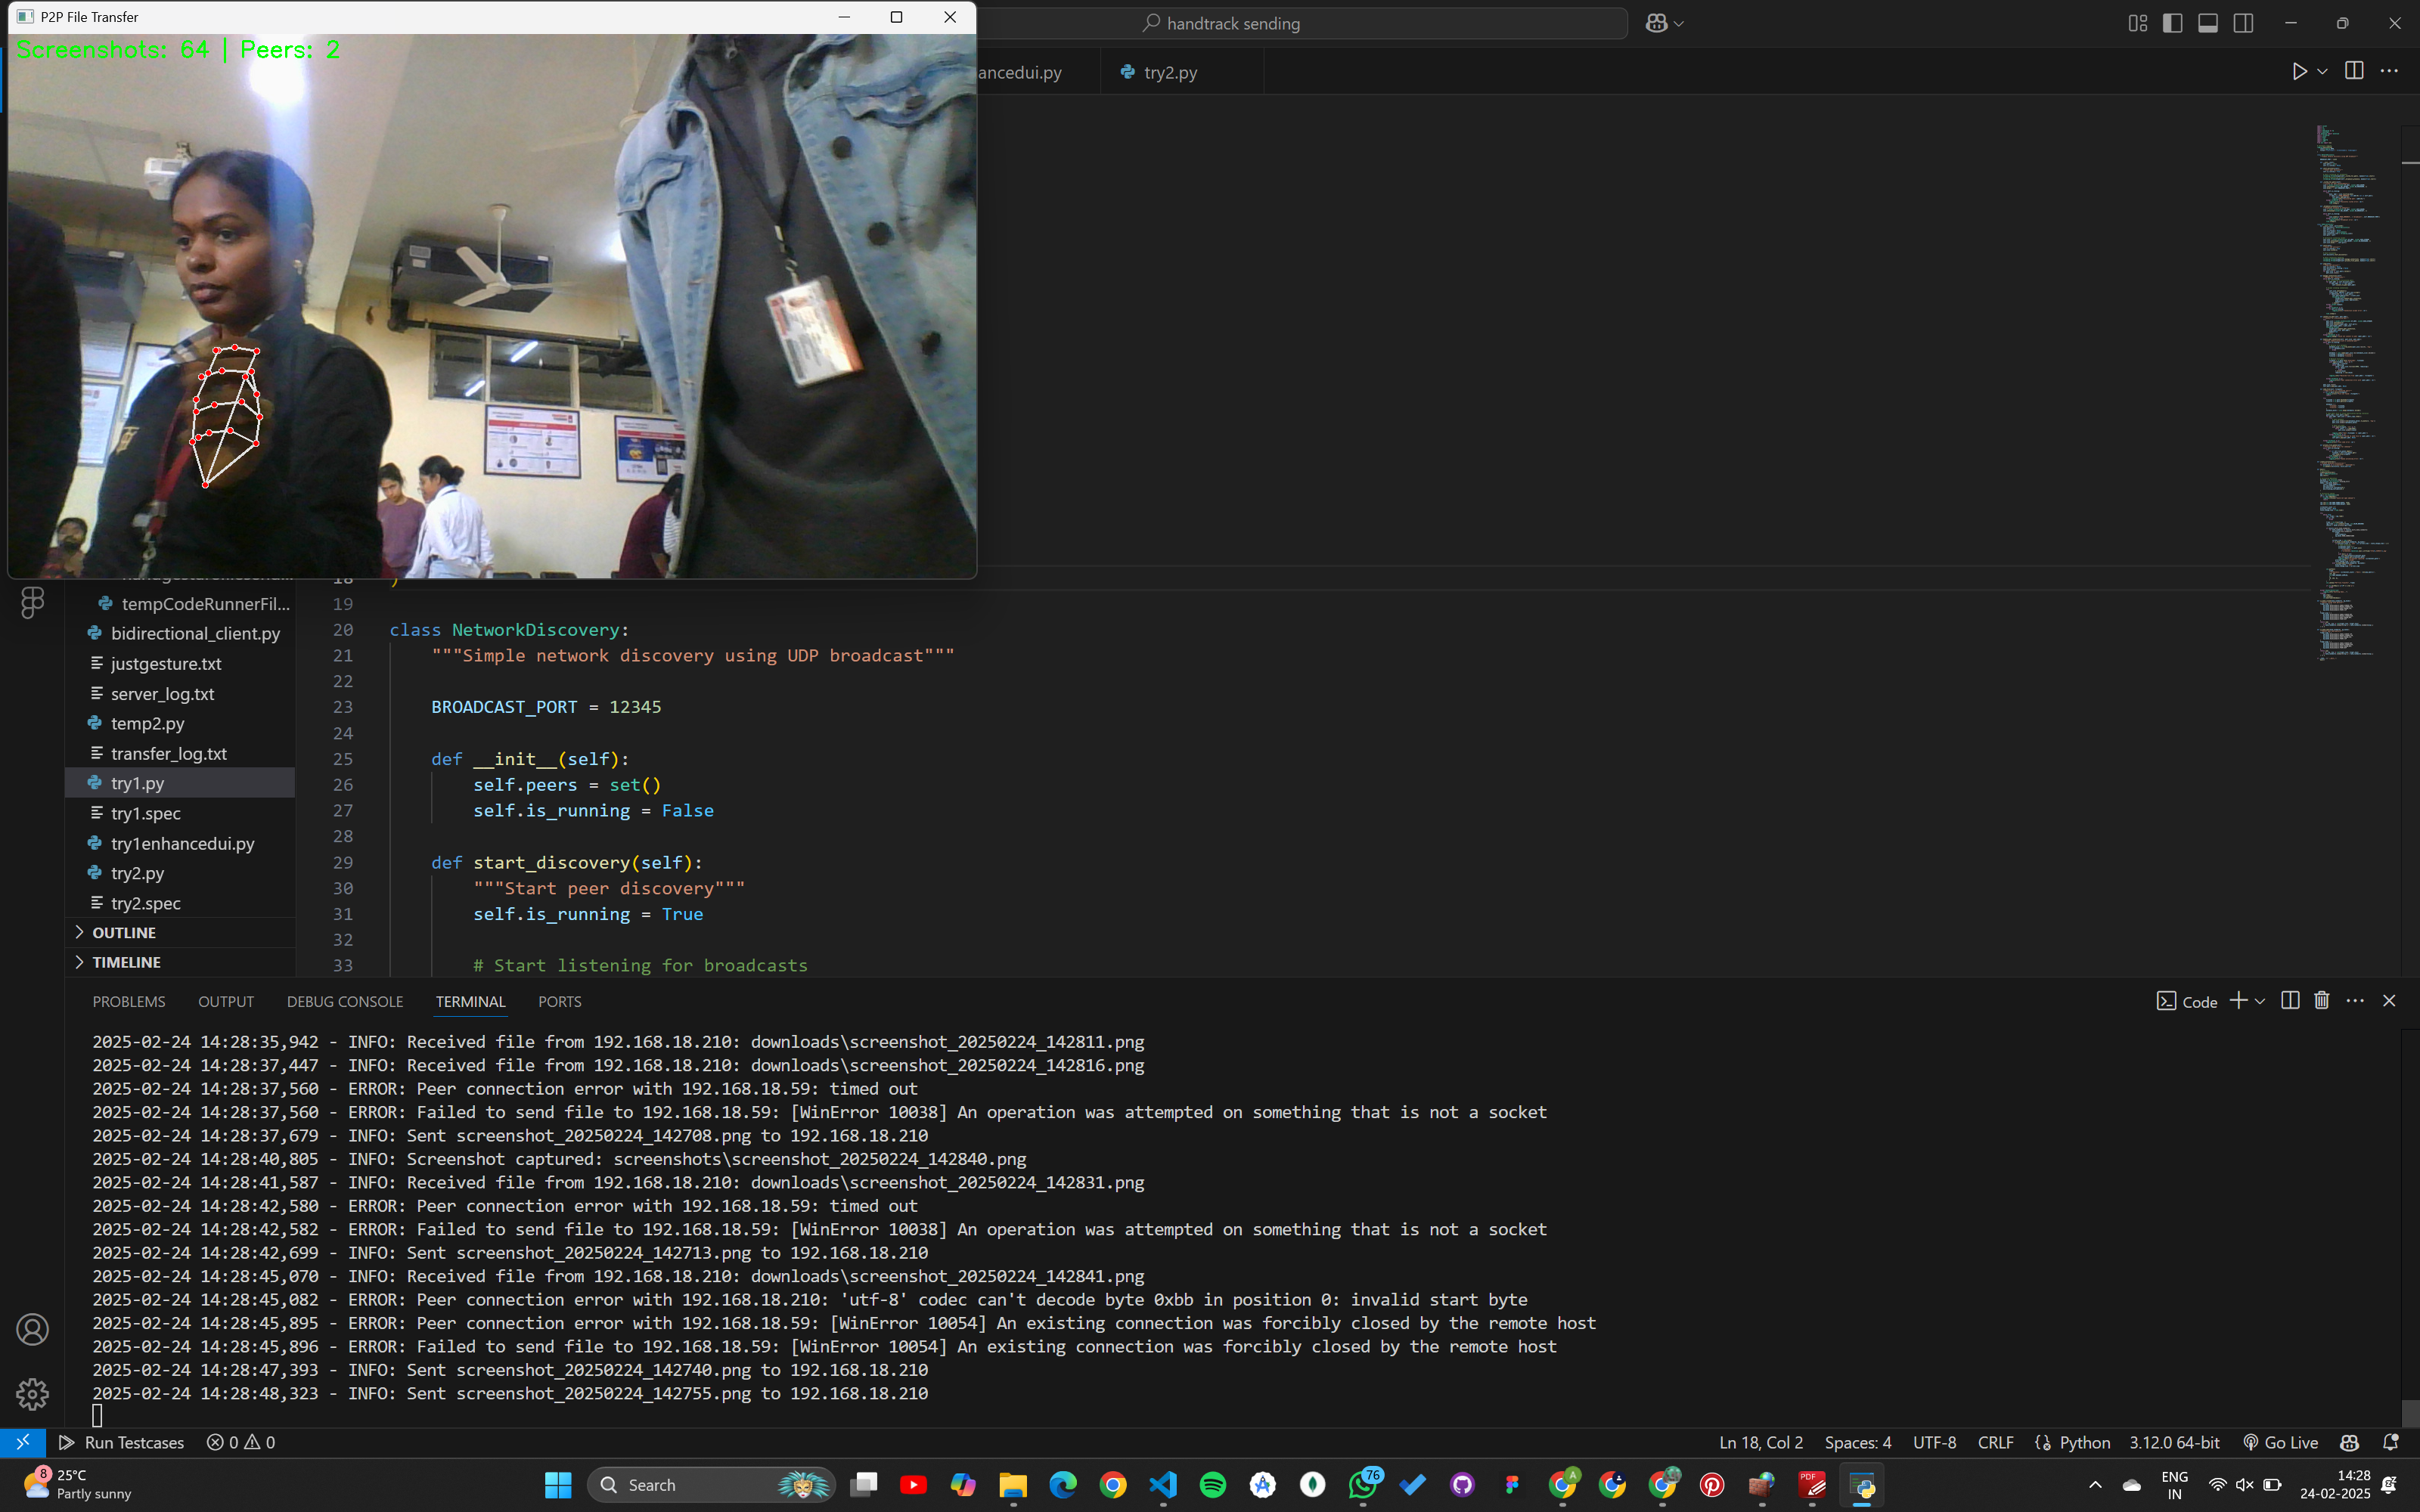 P2P File Transfer
Screenshots: 64 | Peers: 2
handtrack sending
ancedui.py
try2.py
tempCodeRunnerFil...
bidirectional_client.py
justgesture.txt
server_log.txt
temp2.py
transfer_log.txt
try1.py
try1.spec
try1enhancedui.py
try2.py
try2.spec
OUTLINE
TIMELINE
18 )
19
20 class NetworkDiscovery:
21 """Simple network discovery using UDP broadcast"""
22
23 BROADCAST_PORT = 12345
24
25 def __init__(self):
26 self.peers = set()
27 self.is_running = False
28
29 def start_discovery(self):
30 """Start peer discovery"""
31 self.is_running = True
32
33 # Start listening for broadcasts
PROBLEMS OUTPUT DEBUG CONSOLE TERMINAL PORTS
Code
2025-02-24 14:28:35,942 - INFO: Received file from 192.168.18.210: downloads\screenshot_20250224_142811.png
2025-02-24 14:28:37,447 - INFO: Received file from 192.168.18.210: downloads\screenshot_20250224_142816.png
2025-02-24 14:28:37,560 - ERROR: Peer connection error with 192.168.18.59: timed out
2025-02-24 14:28:37,560 - ERROR: Failed to send file to 192.168.18.59: [WinError 10038] An operation was attempted on something that is not a socket
2025-02-24 14:28:37,679 - INFO: Sent screenshot_20250224_142708.png to 192.168.18.210
2025-02-24 14:28:40,805 - INFO: Screenshot captured: screenshots\screenshot_20250224_142840.png
2025-02-24 14:28:41,587 - INFO: Received file from 192.168.18.210: downloads\screenshot_20250224_142831.png
2025-02-24 14:28:42,580 - ERROR: Peer connection error with 192.168.18.59: timed out
2025-02-24 14:28:42,582 - ERROR: Failed to send file to 192.168.18.59: [WinError 10038] An operation was attempted on something that is not a socket
2025-02-24 14:28:42,699 - INFO: Sent screenshot_20250224_142713.png to 192.168.18.210
2025-02-24 14:28:45,070 - INFO: Received file from 192.168.18.210: downloads\screenshot_20250224_142841.png
2025-02-24 14:28:45,082 - ERROR: Peer connection error with 192.168.18.210: 'utf-8' codec can't decode byte 0xbb in position 0: invalid start byte
2025-02-24 14:28:45,895 - ERROR: Peer connection error with 192.168.18.59: [WinError 10054] An existing connection was forcibly closed by the remote host
2025-02-24 14:28:45,896 - ERROR: Failed to send file to 192.168.18.59: [WinError 10054] An existing connection was forcibly closed by the remote host
2025-02-24 14:28:47,393 - INFO: Sent screenshot_20250224_142740.png to 192.168.18.210
2025-02-24 14:28:48,323 - INFO: Sent screenshot_20250224_142755.png to 192.168.18.210
Run Testcases 0 0
Ln 18, Col 2 Spaces: 4 UTF-8 CRLF Python 3.12.0 64-bit Go Live
8
25°C
Partly sunny
Search
76
A
PDF
ENG
IN
14:28
24-02-2025